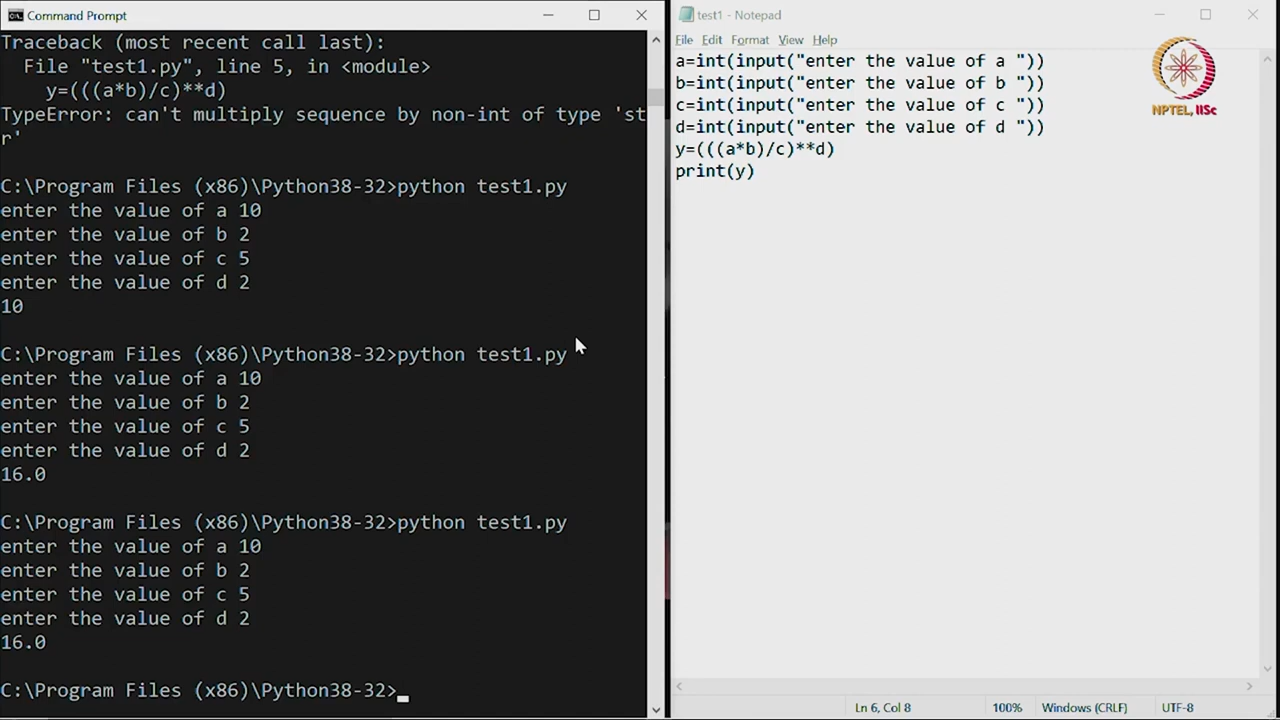 Command Prompt
Traceback (most recent call last):
  File "test1.py", line 5, in <module>
    y=(((a*b)/c)**d)
TypeError: can't multiply sequence by non-int of type 'st
r'
C:\Program Files (x86)\Python38-32>python test1.py
enter the value of a 10
enter the value of b 2
enter the value of c 5
enter the value of d 2
10
C:\Program Files (x86)\Python38-32>python test1.py
enter the value of a 10
enter the value of b 2
enter the value of c 5
enter the value of d 2
16.0
C:\Program Files (x86)\Python38-32>python test1.py
enter the value of a 10
enter the value of b 2
enter the value of c 5
enter the value of d 2
16.0
C:\Program Files (x86)\Python38-32>
test1 - Notepad
File Edit Format View Help
a=int(input("enter the value of a "))
b=int(input("enter the value of b "))
c=int(input("enter the value of c "))
d=int(input("enter the value of d "))
y=(((a*b)/c)**d)
print(y)
NPTEL, IISc
Ln 6, Col 8 100% Windows (CRLF) UTF-8